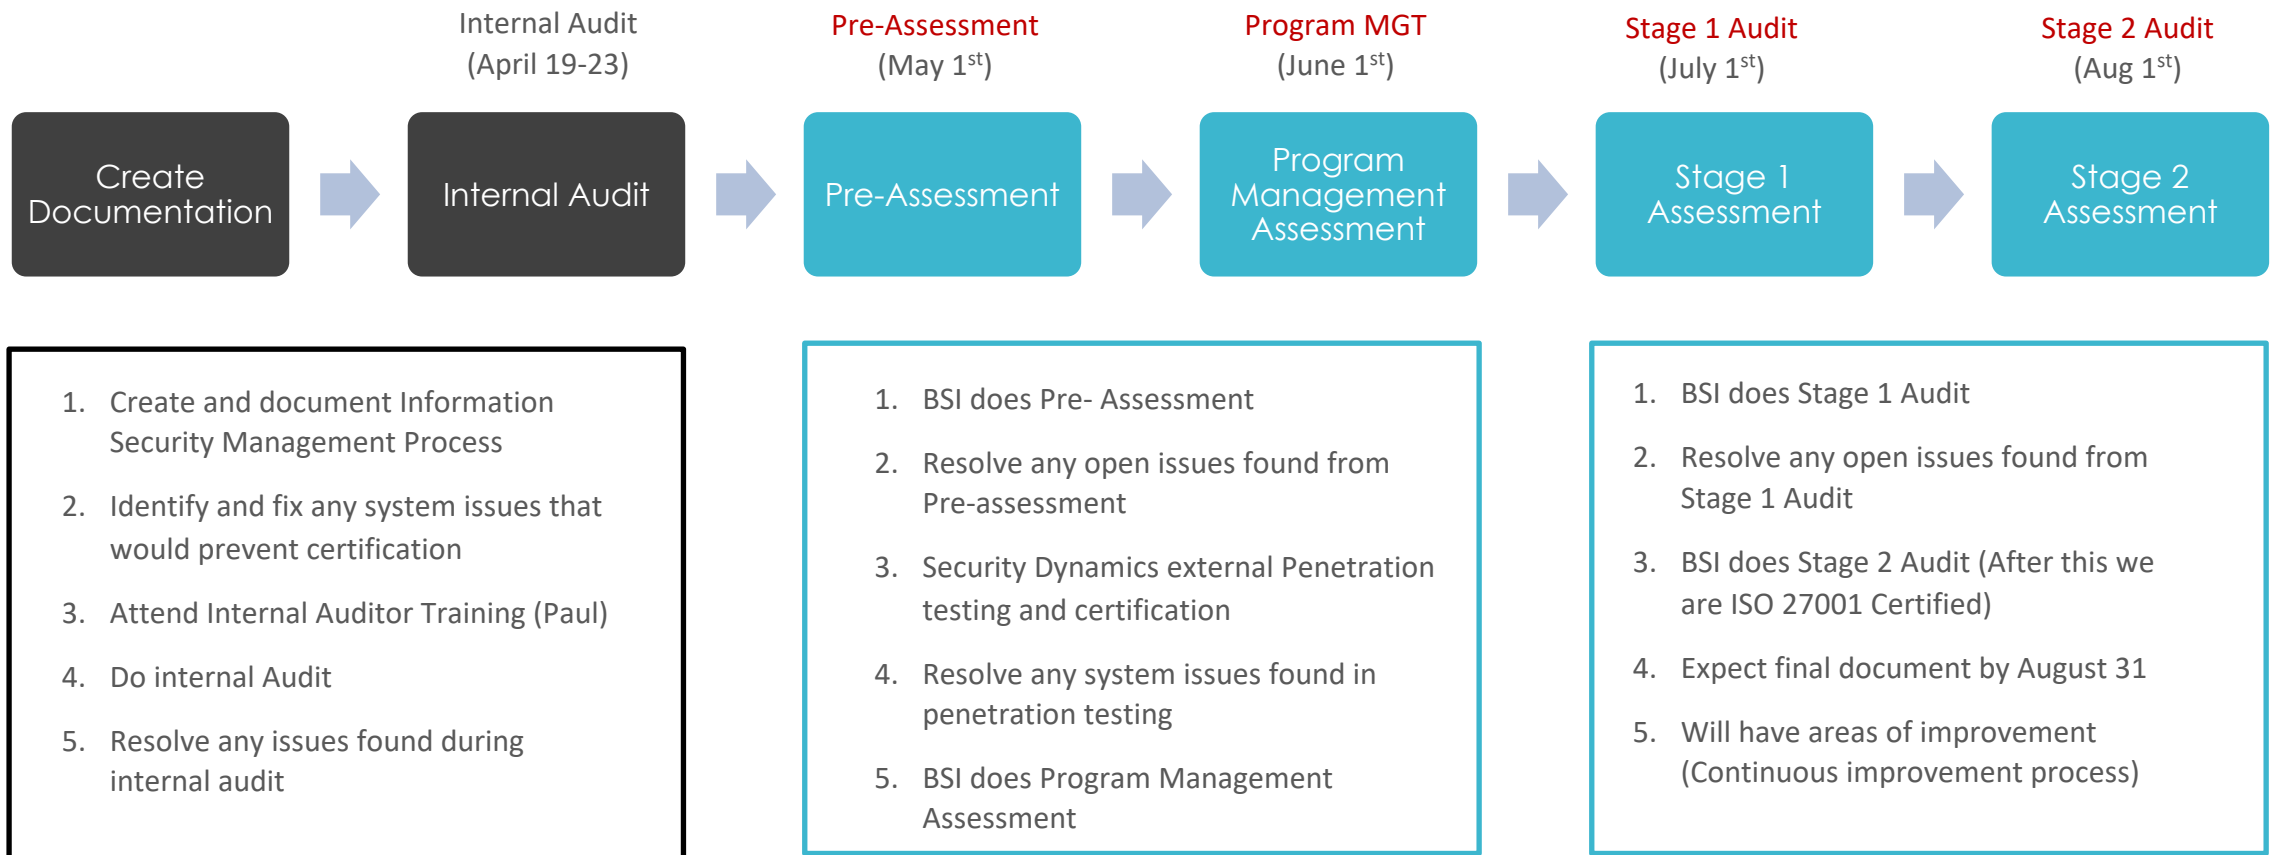 Internal Audit
(April 19-23)
Pre-Assessment
(May 1st)
Program MGT
(June 1st)
Stage 1 Audit
(July 1st)
Stage 2 Audit
(Aug 1st)
Create
Documentation
Internal Audit
Pre-Assessment
Program
Management
Assessment
Stage 1
Assessment
Stage 2
Assessment
1. Create and document Information
Security Management Process
2. Identify and fix any system issues that
would prevent certification
3. Attend Internal Auditor Training (Paul)
4. Do internal Audit
5. Resolve any issues found during
internal audit
1. BSI does Pre- Assessment
2. Resolve any open issues found from
Pre-assessment
3. Security Dynamics external Penetration
testing and certification
4. Resolve any system issues found in
penetration testing
5. BSI does Program Management
Assessment
1. BSI does Stage 1 Audit
2. Resolve any open issues found from
Stage 1 Audit
3. BSI does Stage 2 Audit (After this we
are ISO 27001 Certified)
4. Expect final document by August 31
5. Will have areas of improvement
(Continuous improvement process)